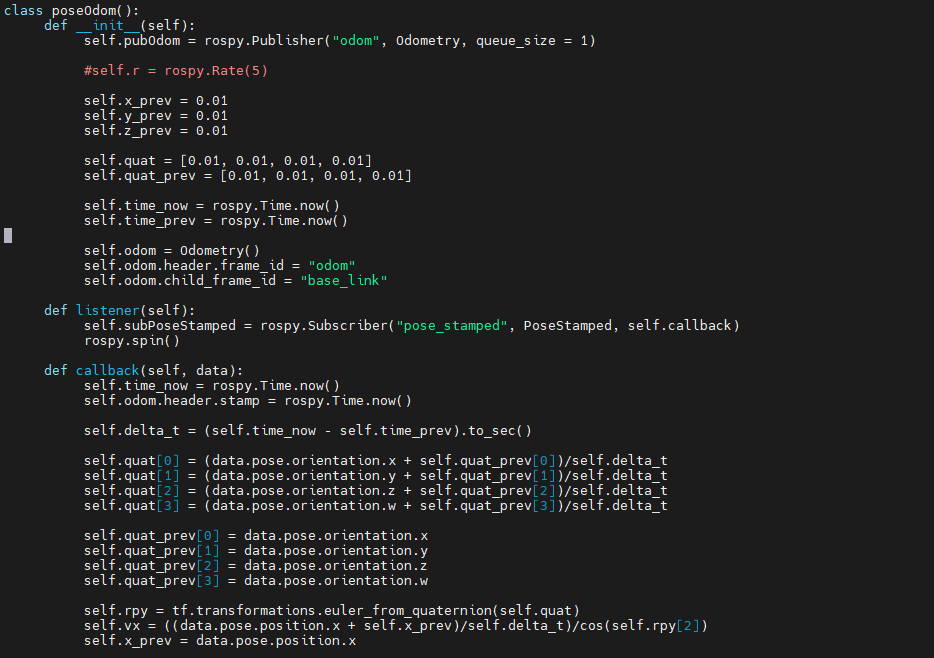 class poseOdom():
    def __init__(self):
        self.pubOdom = rospy.Publisher("odom", Odometry, queue_size = 1)
        #self.r = rospy.Rate(5)
        self.x_prev = 0.01
        self.y_prev = 0.01
        self.z_prev = 0.01
        self.quat = [0.01, 0.01, 0.01, 0.01]
        self.quat_prev = [0.01, 0.01, 0.01, 0.01]
        self.time_now = rospy.Time.now()
        self.time_prev = rospy.Time.now()
        self.odom = Odometry()
        self.odom.header.frame_id = "odom"
        self.odom.child_frame_id = "base_link"
    def listener(self):
        self.subPoseStamped = rospy.Subscriber("pose_stamped", PoseStamped, self.callback)
        rospy.spin()
    def callback(self, data):
        self.time_now = rospy.Time.now()
        self.odom.header.stamp = rospy.Time.now()
        self.delta_t = (self.time_now - self.time_prev).to_sec()
        self.quat[0] = (data.pose.orientation.x + self.quat_prev[0])/self.delta_t
        self.quat[1] = (data.pose.orientation.y + self.quat_prev[1])/self.delta_t
        self.quat[2] = (data.pose.orientation.z + self.quat_prev[2])/self.delta_t
        self.quat[3] = (data.pose.orientation.w + self.quat_prev[3])/self.delta_t
        self.quat_prev[0] = data.pose.orientation.x
        self.quat_prev[1] = data.pose.orientation.y
        self.quat_prev[2] = data.pose.orientation.z
        self.quat_prev[3] = data.pose.orientation.w
        self.rpy = tf.transformations.euler_from_quaternion(self.quat)
        self.vx = ((data.pose.position.x + self.x_prev)/self.delta_t)/cos(self.rpy[2])
        self.x_prev = data.pose.position.x